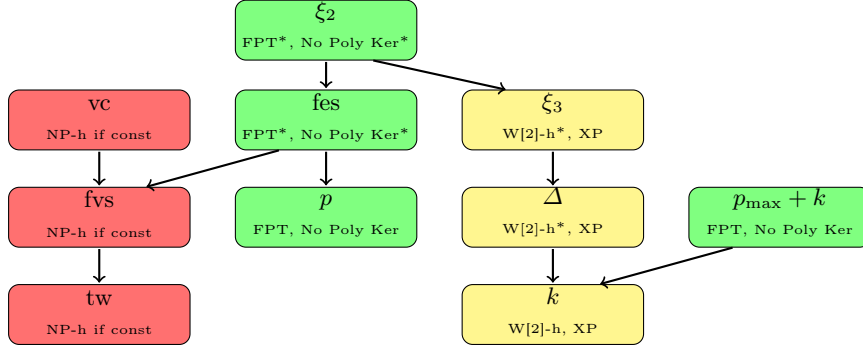 ξ₂
FPT*, No Poly Ker*
vc
NP-h if const
fes
FPT*, No Poly Ker*
ξ₃
W[2]-h*, XP
fvs
NP-h if const
p
FPT, No Poly Ker
Δ
W[2]-h*, XP
pₘₐₓ + k
FPT, No Poly Ker
tw
NP-h if const
k
W[2]-h, XP